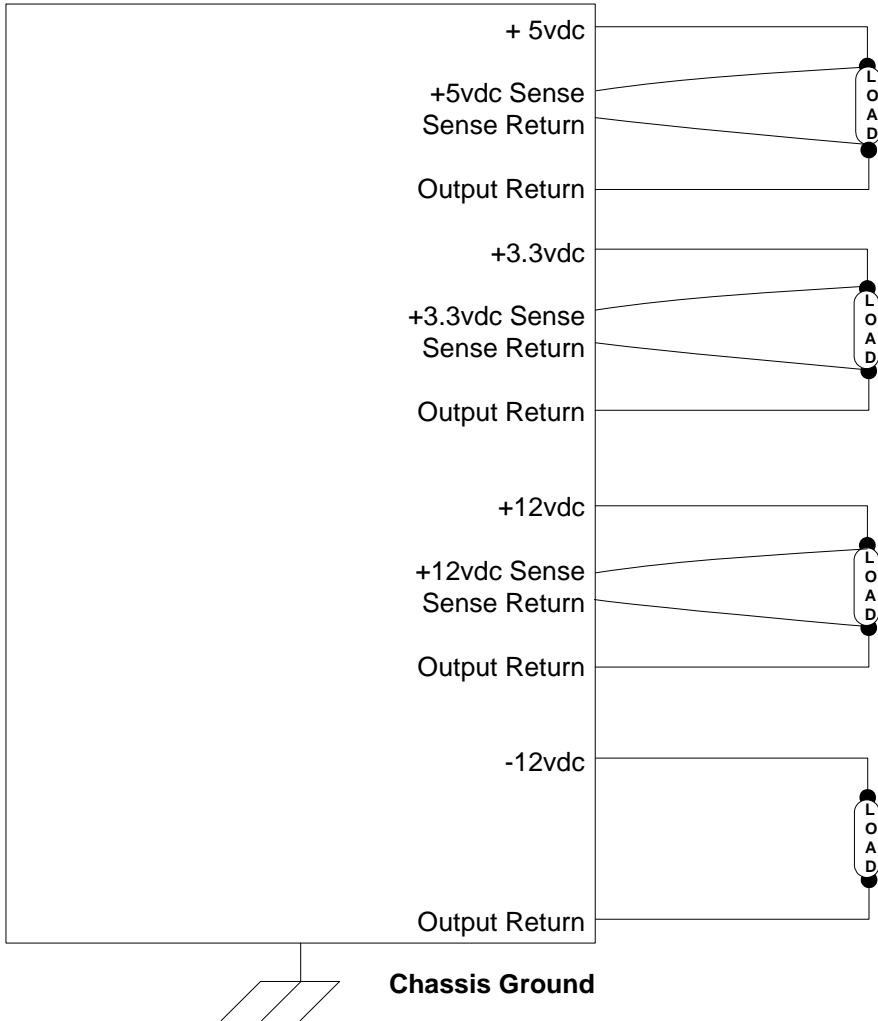 + 5vdc
+5vdc Sense
Sense Return
Output Return
LOAD
+3.3vdc
+3.3vdc Sense
Sense Return
Output Return
LOAD
+12vdc
+12vdc Sense
Sense Return
Output Return
LOAD
-12vdc
Output Return
LOAD
Chassis Ground